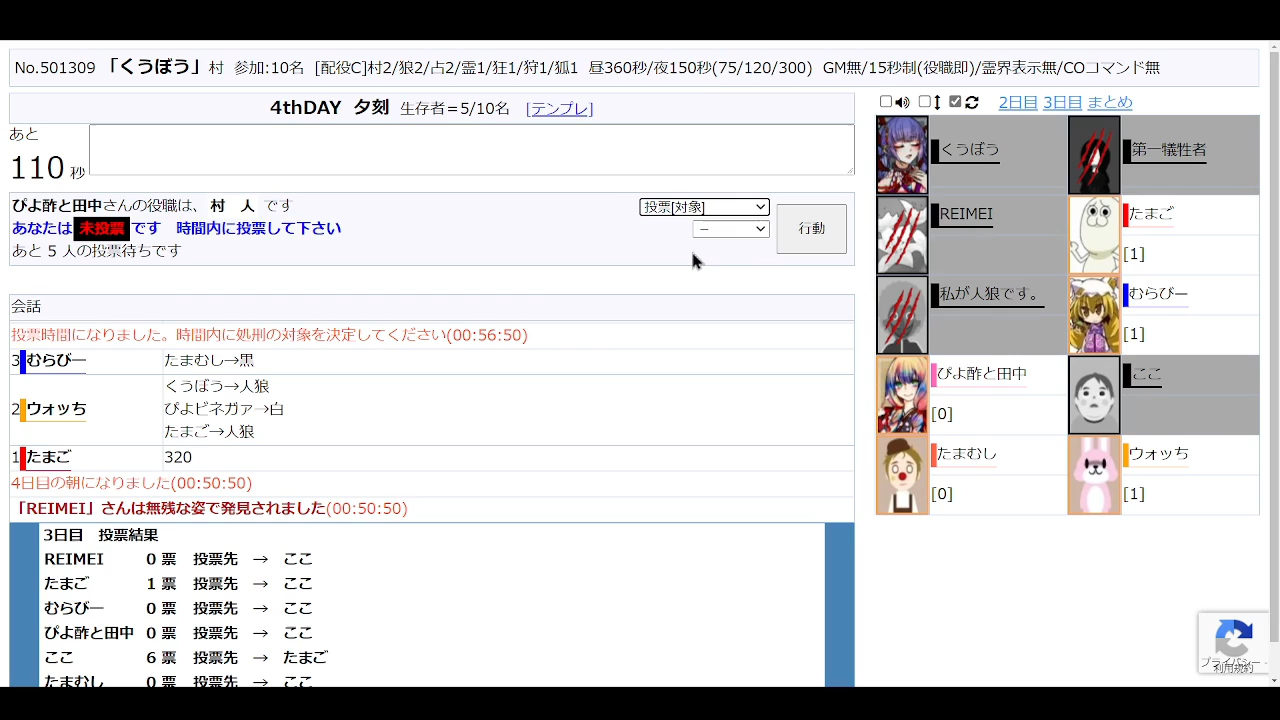 No.501309 「くうぼう」村 参加:10名 [配役C]村2/狼2/占2/霊1/狂1/狩1/狐1 昼360秒/夜150秒(75/120/300) GM無/15秒制(役職即)/霊界表示無/COコマンド無
4thDAY 夕刻 生存者＝5/10名 [テンプレ]
あと
110 秒
ぴよ酢と田中さんの役職は、 村 人 です
あなたは 未投票 です 時間内に投票して下さい
あと 5 人の投票待ちです
投票[対象]
–
行動
会話
投票時間になりました。時間内に処刑の対象を決定してください(00:56:50)
3 むらびー たまむし→黒
くうぼう→人狼
2 ウォッち ぴよビネガァ→白
たまご→人狼
1 たまご 320
4日目の朝になりました(00:50:50)
「REIMEI」さんは無残な姿で発見されました(00:50:50)
3日目 投票結果
REIMEI 0 票 投票先 → ここ
たまご 1 票 投票先 → ここ
むらびー 0 票 投票先 → ここ
ぴよ酢と田中 0 票 投票先 → ここ
ここ 6 票 投票先 → たまご
たまむし 0 票 投票先 → ここ
2日目 3日目 まとめ
くうぼう 第一犠牲者
REIMEI たまご
[1]
私が人狼です。 むらびー
[1]
ぴよ酢と田中 ここ
[0]
たまむし ウォッち
[0] [1]
プライバシー -
利用規約